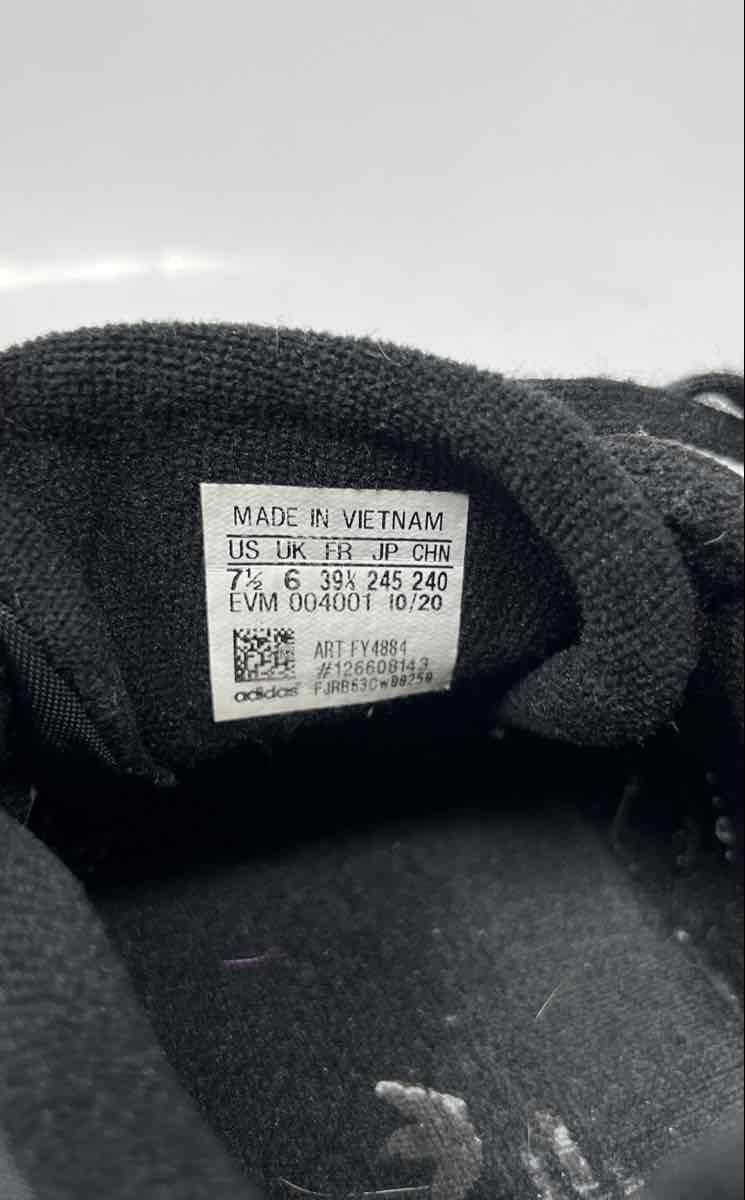 MADE IN VIETNAM
US UK FR JP CHN
7½ 6 39⅓ 245 240
EVM 004001 10/20
ART FY4884
#126608143
adidas